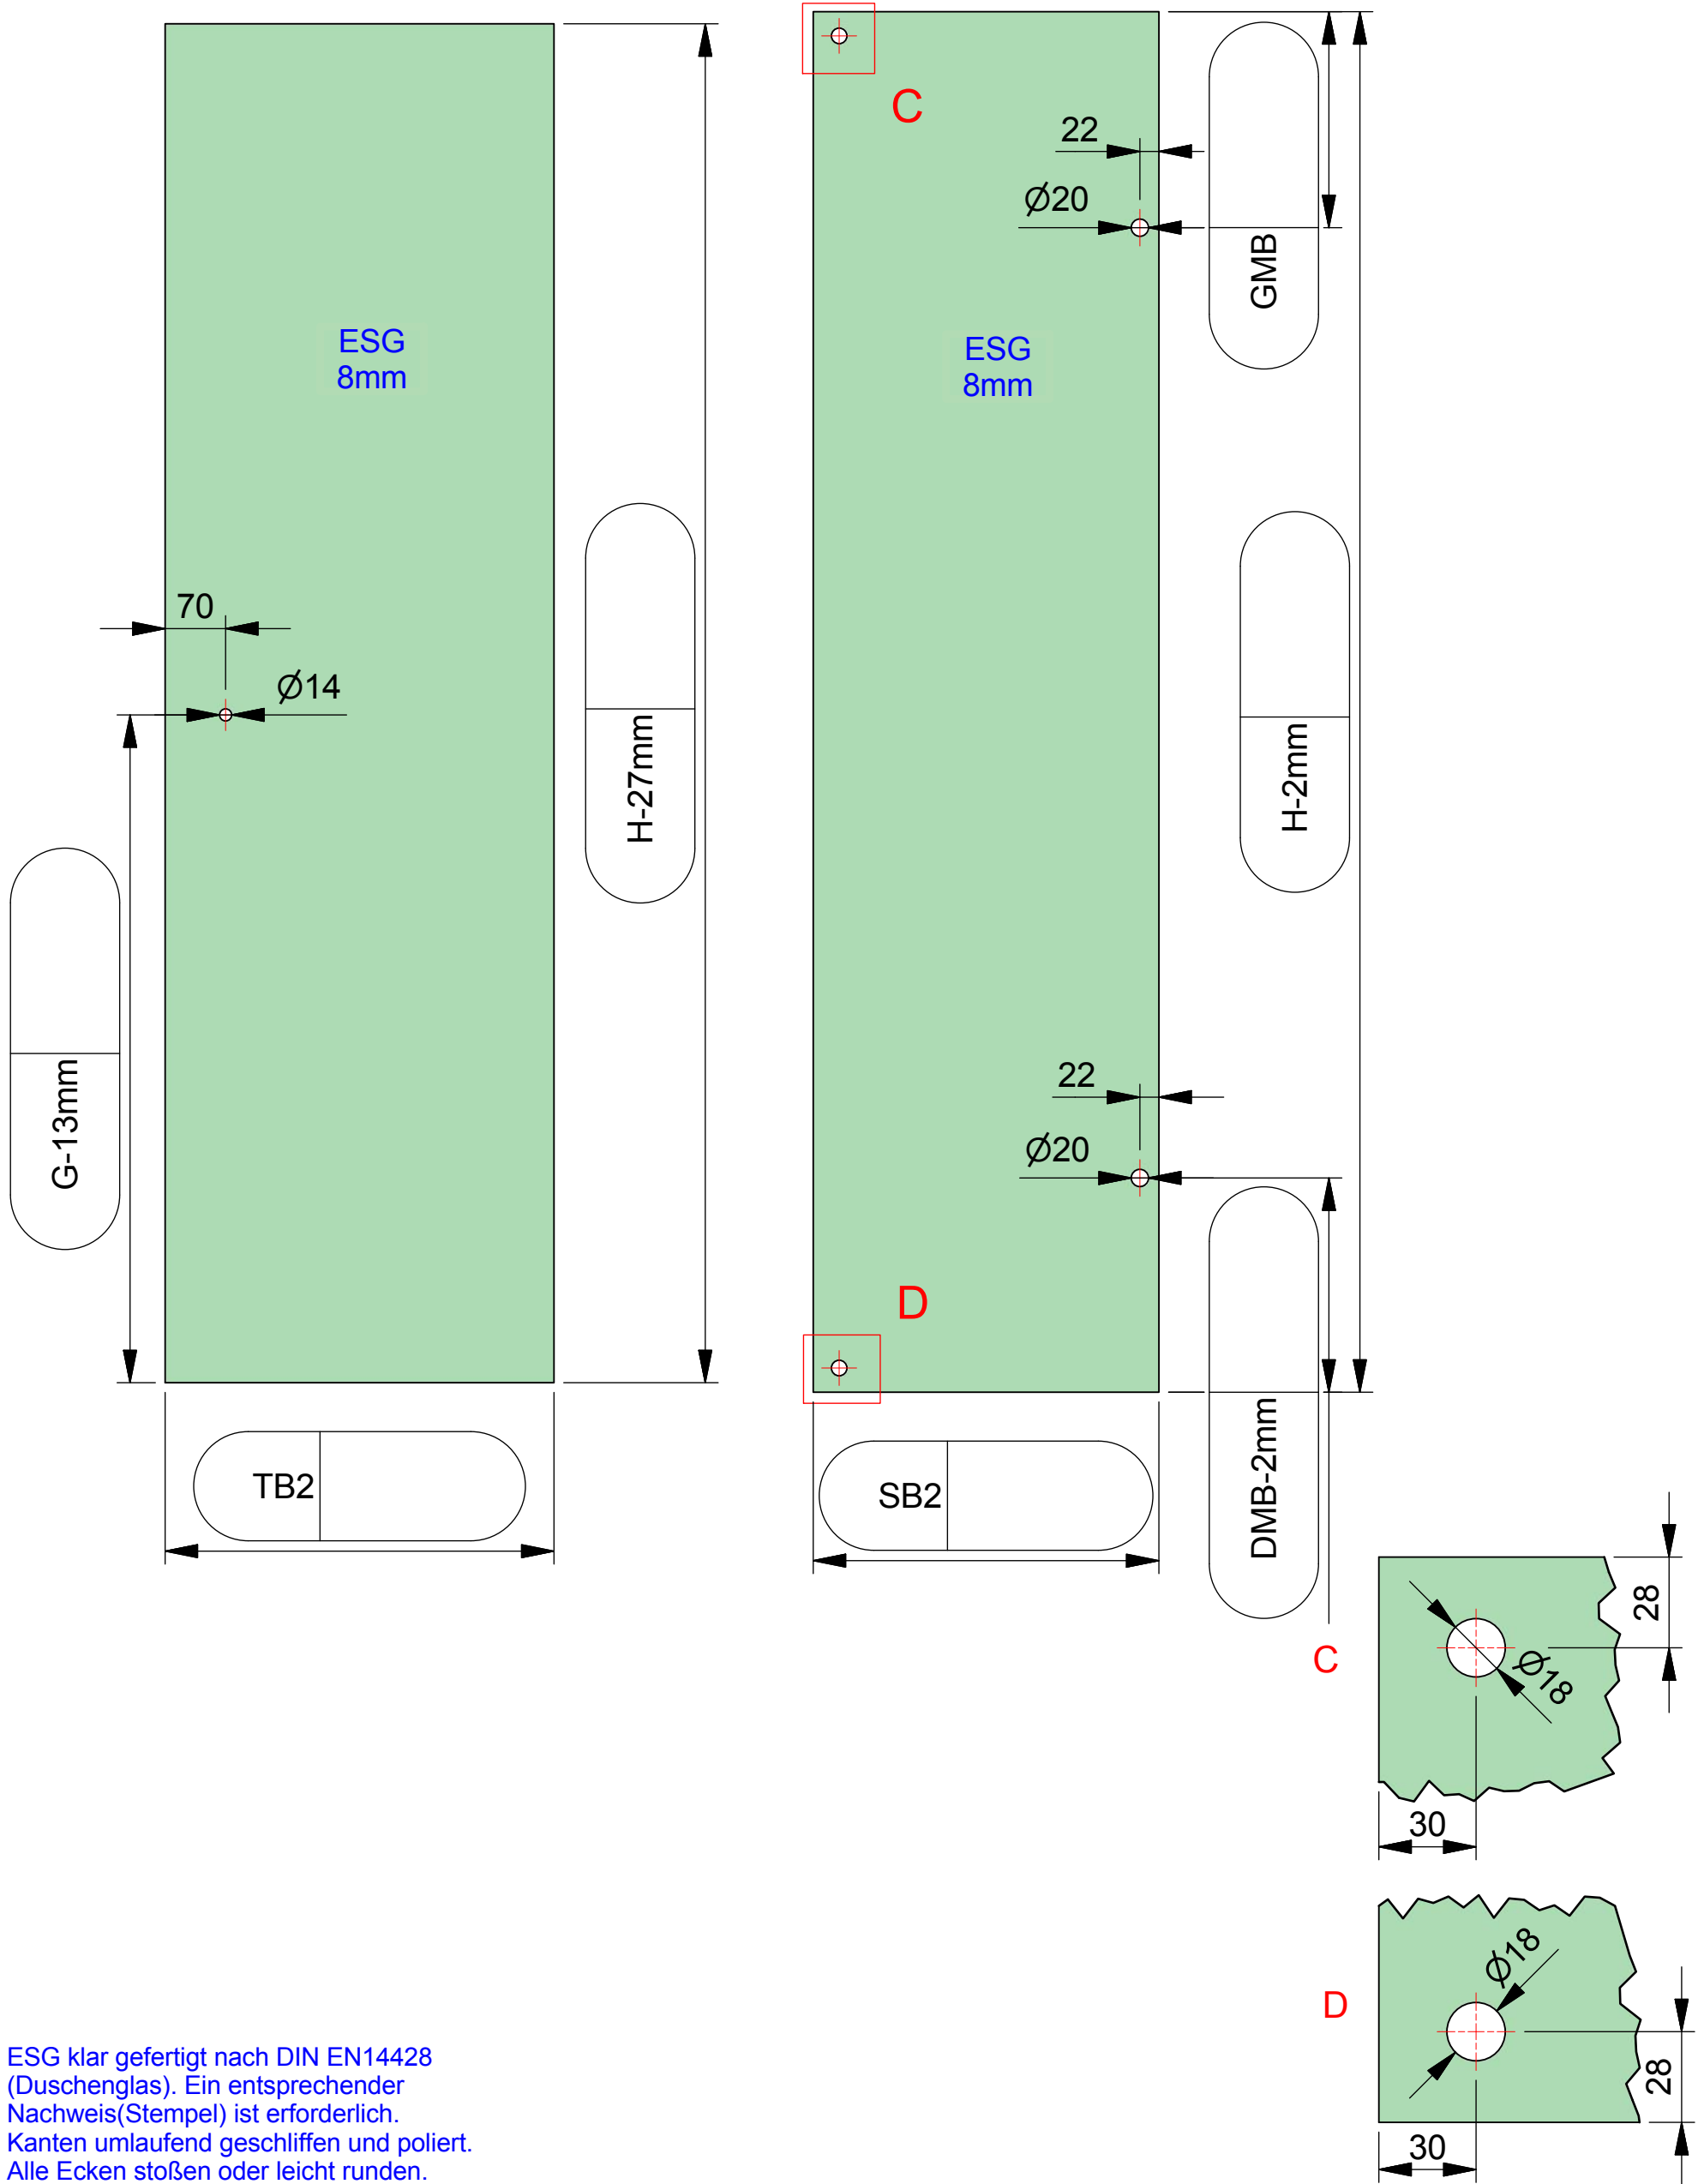 C
22
Ø20
GMB
ESG
8mm
ESG
8mm
70
Ø14
H-27mm
H-2mm
G-13mm
22
Ø20
D
DMB-2mm
TB2
SB2
C
28
Ø18
30
D
Ø18
28
30
ESG klar gefertigt nach DIN EN14428
(Duschenglas). Ein entsprechender
Nachweis(Stempel) ist erforderlich.
Kanten umlaufend geschliffen und poliert.
Alle Ecken stoßen oder leicht runden.